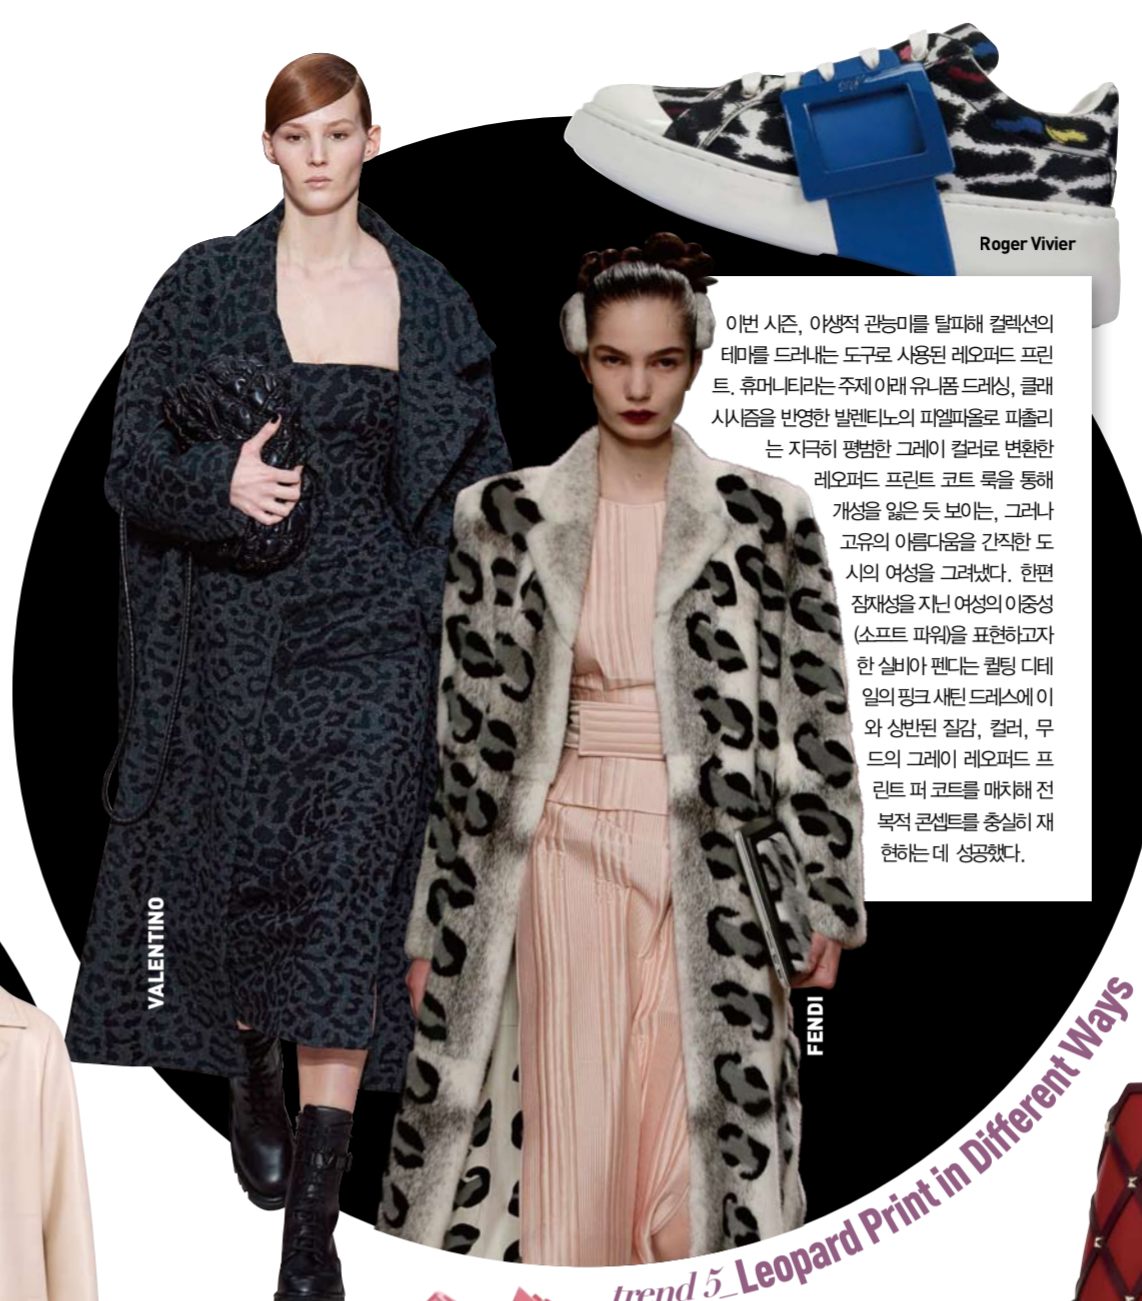 Roger Vivier
이번 시즌, 야생적 관능미를 탈피해 컬렉션의
테마를 드러내는 도구로 사용된 레오퍼드 프린
트. 휴머니티라는 주제 아래 유니폼 드레싱, 클래
시시즘을 반영한 발렌티노의 피엘파올로 피촐리
는 지극히 평범한 그레이 컬러로 변환한
레오퍼드 프린트 코트 룩을 통해
개성을 잃은 듯 보이는, 그러나
고유의 아름다움을 간직한 도
시의 여성을 그려냈다. 한편
잠재성을 지닌 여성의 이중성
(소프트 파워)을 표현하고자
한 실비아 펜디는 퀼팅 디테
일의 핑크 새틴 드레스에 이
와 상반된 질감, 컬러, 무
드의 그레이 레오퍼드 프
린트 퍼 코트를 매치해 전
복적 콘셉트를 충실히 재
현하는 데 성공했다.
VALENTINO
FENDI
trend 5_Leopard Print in Different Ways